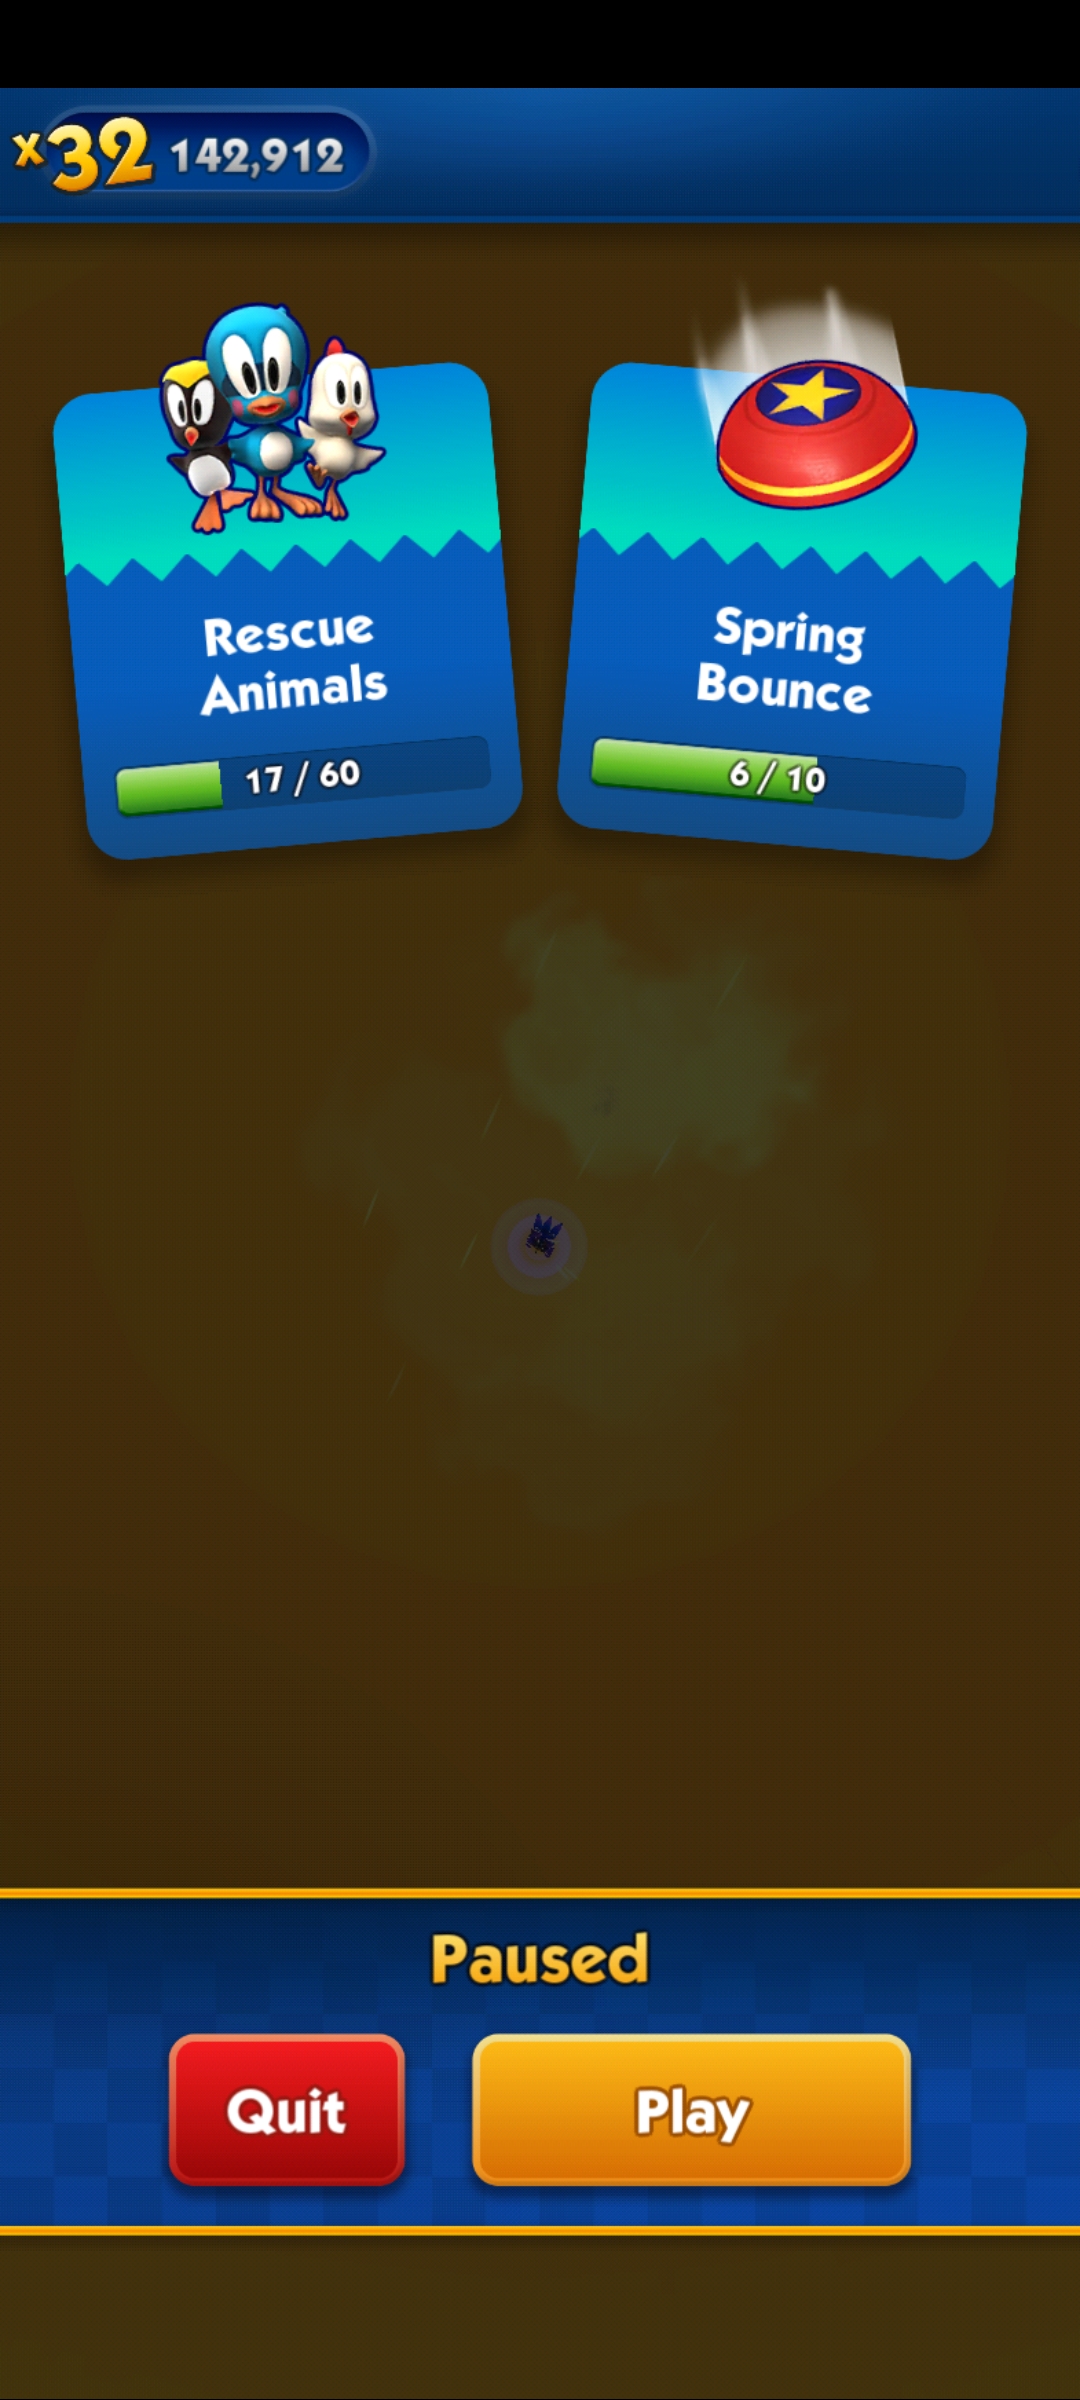 x32 142,912
Rescue
Animals
17 / 60
Spring
Bounce
6 / 10
Paused
Quit
Play